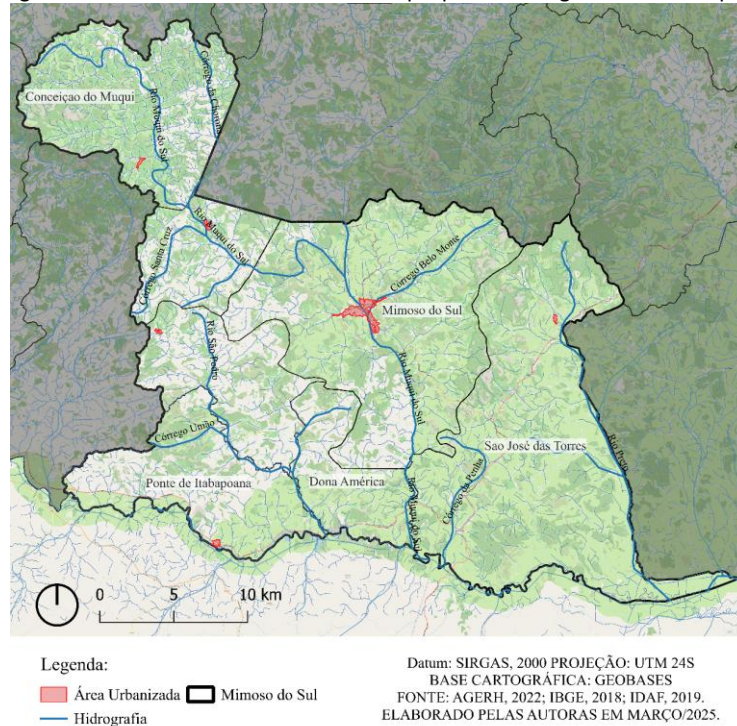 Conceiçao do Muqui
Rio Muqui do Sul
Córrego da Chorona
Rio Muqui do Sul
Córrego Santa Cruz
Córrego Belo Monte
Mimoso do Sul
Rio São Pedro
Rio Muqui do Sul
Córrego União
Sao José das Torres
Rio Preto
Ponte de Itabapoana
Dona América
Córrego da Penha
Rio Muqui do Sul
0 5 10 km
Legenda:
Área Urbanizada Mimoso do Sul
Hidrografia
Datum: SIRGAS, 2000 PROJEÇÃO: UTM 24S
BASE CARTOGRÁFICA: GEOBASES
FONTE: AGERH, 2022; IBGE, 2018; IDAF, 2019.
ELABORADO PELAS AUTORAS EM MARÇO/2025.